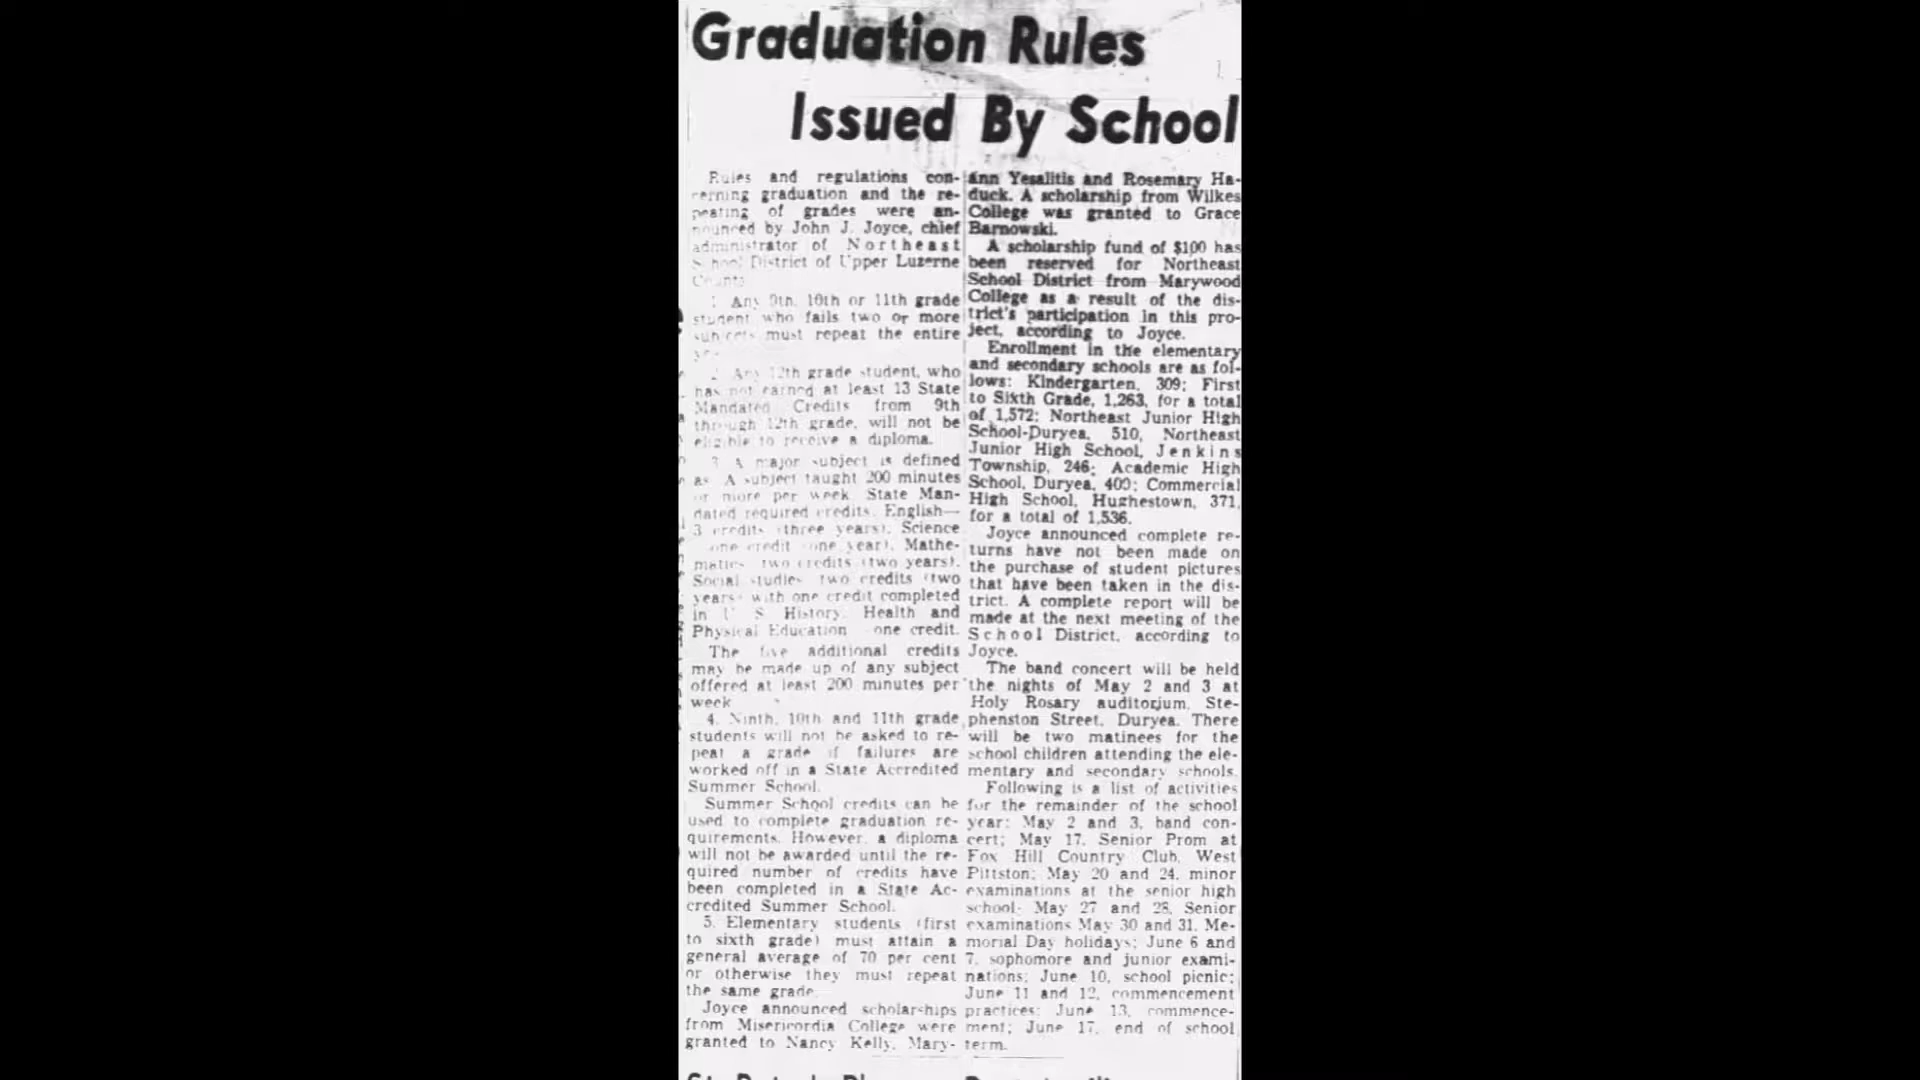 Graduation Rules
Issued By School
Rules and regulations con-
cerning graduation and the re-
peating of grades were an-
nounced by John J. Joyce, chief
administrator of Northeast
School District of Upper Luzerne
County
1. Any 9th, 10th or 11th grade
student who fails two or more
subjects must repeat the entire
2. Any 12th grade student, who
has not earned at least 13 State
Mandated Credits from 9th
through 12th grade, will not be
eligible to receive a diploma.
3. A major subject is defined
as: A subject taught 200 minutes
or more per week. State Man-
dated required credits. English—
3 credits (three years), Science
one credit (one year), Mathe-
matics two credits (two years),
Social studies two credits (two
years) with one credit completed
in U. S. History. Health and
Physical Education one credit.
The five additional credits
may be made up of any subject
offered at least 200 minutes per
week
4. Ninth, 10th and 11th grade
students will not be asked to re-
peat a grade if failures are
worked off in a State Accredited
Summer School.
Summer School credits can be
used to complete graduation re-
quirements. However, a diploma
will not be awarded until the re-
quired number of credits have
been completed in a State Ac-
credited Summer School.
5. Elementary students (first
to sixth grade) must attain a
general average of 70 per cent
or otherwise they must repeat
the same grade.
Joyce announced scholarships
from Misericordia College were
granted to Nancy Kelly, Mary-
ann Yesalitis and Rosemary Ha-
duck. A scholarship from Wilkes
College was granted to Grace
Barnowski.
A scholarship fund of $100 has
been reserved for Northeast
School District from Marywood
College as a result of the dis-
trict's participation in this pro-
ject, according to Joyce.
Enrollment in the elementary
and secondary schools are as fol-
lows: Kindergarten, 309; First
to Sixth Grade, 1,263, for a total
of 1,572; Northeast Junior High
School-Duryea, 510, Northeast
Junior High School, Jenkins
Township, 246; Academic High
School, Duryea, 409; Commercial
High School, Hughestown, 371,
for a total of 1,536.
Joyce announced complete re-
turns have not been made on
the purchase of student pictures
that have been taken in the dis-
trict. A complete report will be
made at the next meeting of the
School District, according to
Joyce.
The band concert will be held
the nights of May 2 and 3 at
Holy Rosary auditorium, Ste-
phenston Street, Duryea. There
will be two matinees for the
school children attending the ele-
mentary and secondary schools.
Following is a list of activities
for the remainder of the school
year: May 2 and 3, band con-
cert; May 17, Senior Prom at
Fox Hill Country Club, West
Pittston; May 20 and 24, minor
examinations at the senior high
school; May 27 and 28, Senior
examinations May 30 and 31, Me-
morial Day holidays; June 6 and
7, sophomore and junior exami-
nations; June 10, school picnic;
June 11 and 12, commencement
practices; June 13, commence-
ment; June 17, end of school
term.